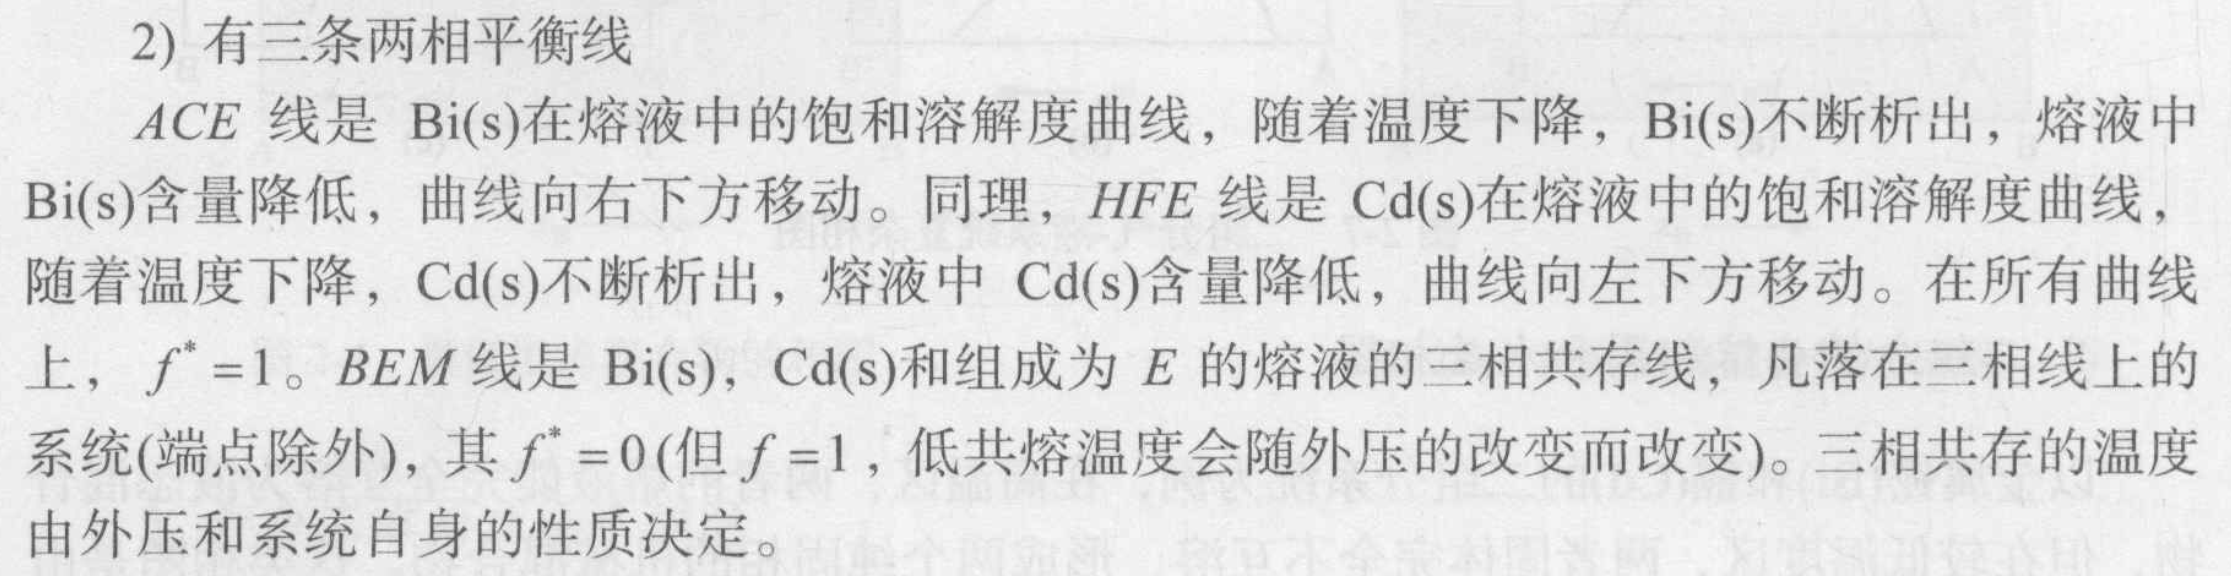 2) 有三条两相平衡线
ACE 线是 Bi(s)在熔液中的饱和溶解度曲线，随着温度下降，Bi(s)不断析出，熔液中
Bi(s)含量降低，曲线向右下方移动。同理，HFE 线是 Cd(s)在熔液中的饱和溶解度曲线，
随着温度下降，Cd(s)不断析出，熔液中 Cd(s)含量降低，曲线向左下方移动。在所有曲线
上，f* =1。BEM 线是 Bi(s)，Cd(s)和组成为 E 的熔液的三相共存线，凡落在三相线上的
系统(端点除外)，其 f* =0(但 f =1，低共熔温度会随外压的改变而改变)。三相共存的温度
由外压和系统自身的性质决定。